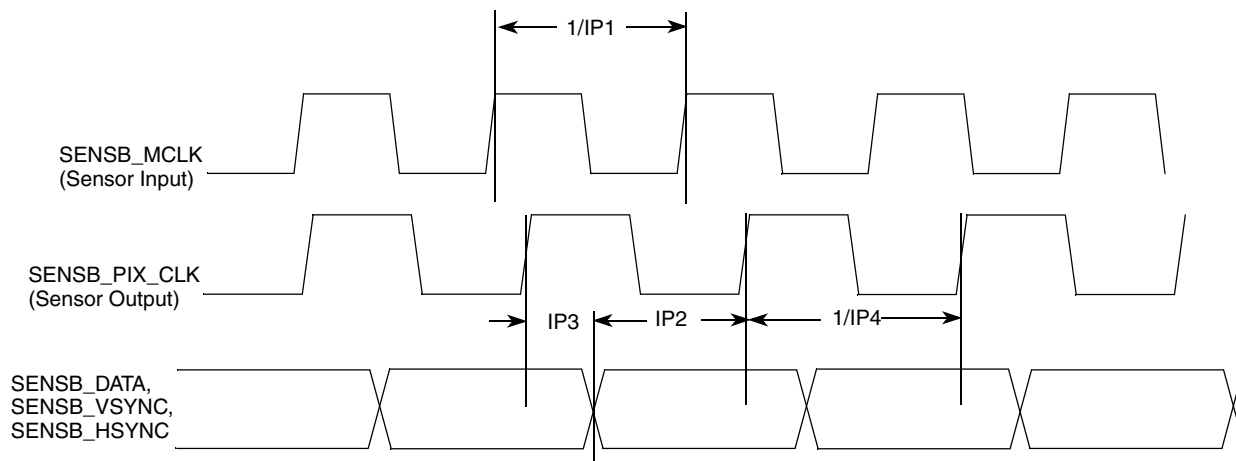 1/IP1
SENSB_MCLK
(Sensor Input)
SENSB_PIX_CLK
(Sensor Output)
IP3
IP2
1/IP4
SENSB_DATA,
SENSB_VSYNC,
SENSB_HSYNC